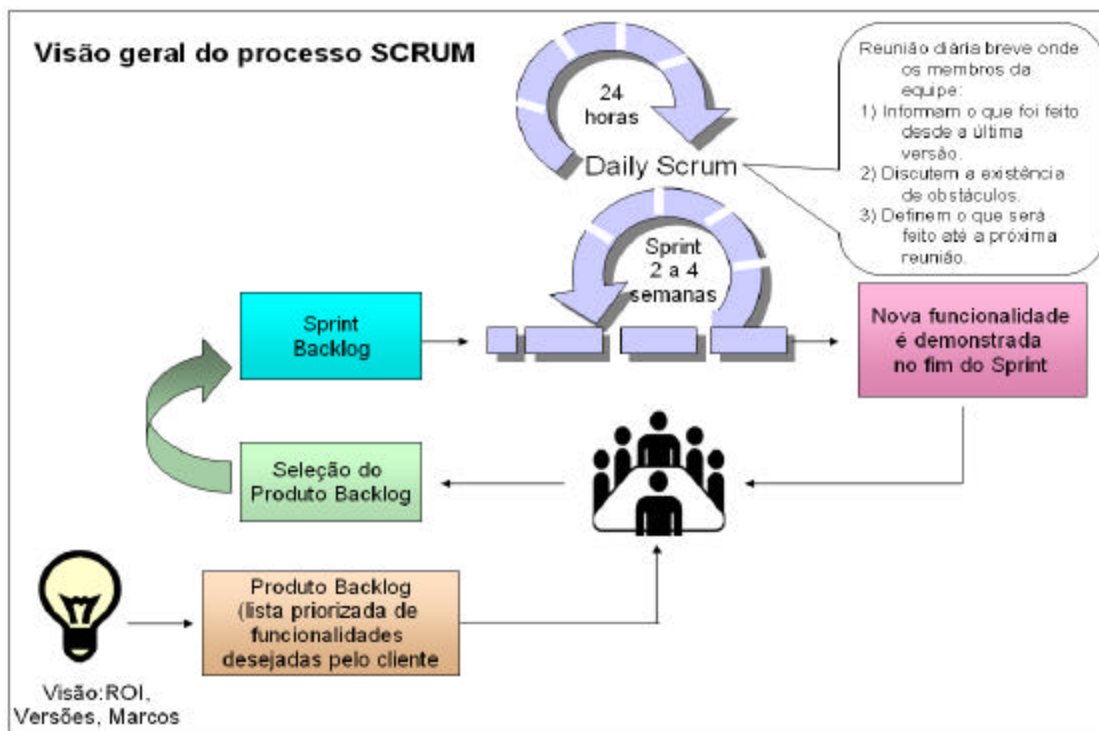 Visão geral do processo SCRUM
24
horas
Daily Scrum
Reunião diária breve onde
os membros da
equipe:
1) Informam o que foi feito
desde a última
versão.
2) Discutem a existência
de obstáculos.
3) Definem o que será
feito até a próxima
reunião.
Sprint
2 a 4
semanas
Sprint
Backlog
Nova funcionalidade
é demonstrada
no fim do Sprint
Seleção do
Produto Backlog
Produto Backlog
(lista priorizada de
funcionalidades
desejadas pelo cliente
Visão:ROI,
Versões, Marcos